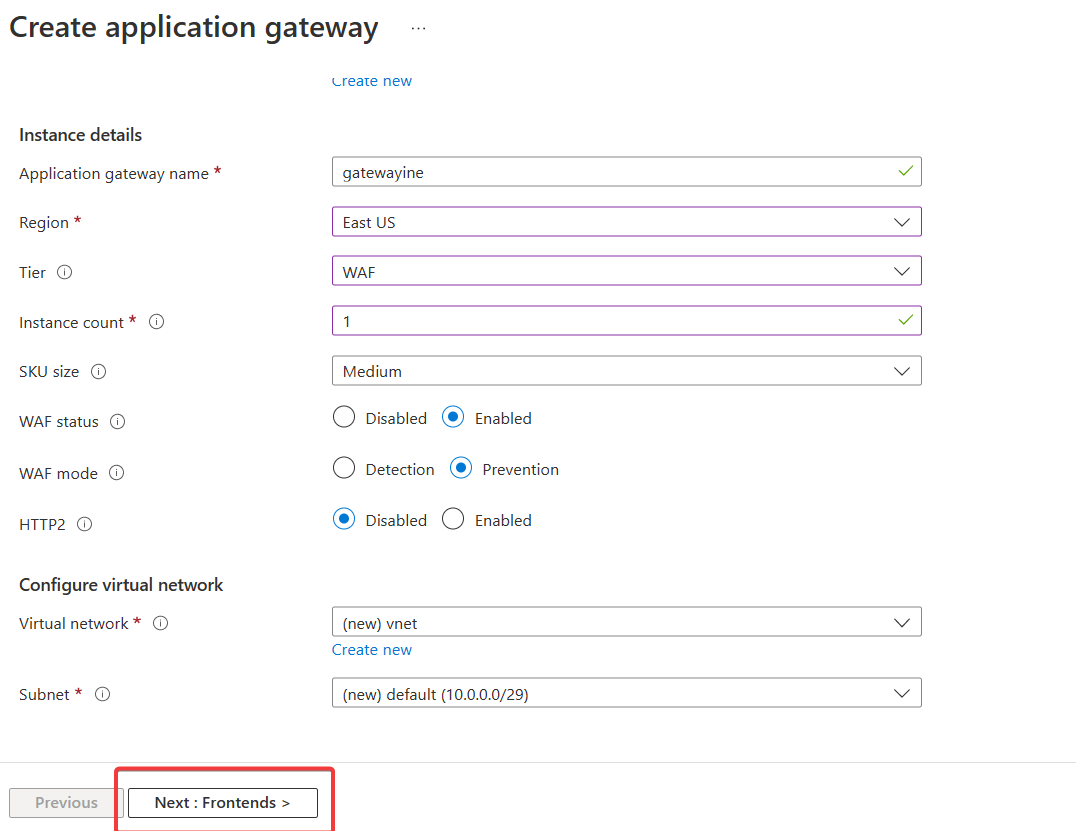 Create application gateway ...
Create new
Instance details
Application gateway name * gatewayine
Region * East US
Tier WAF
Instance count * 1
SKU size Medium
WAF status Disabled Enabled
WAF mode Detection Prevention
HTTP2 Disabled Enabled
Configure virtual network
Virtual network * (new) vnet
Create new
Subnet * (new) default (10.0.0.0/29)
Previous Next : Frontends >